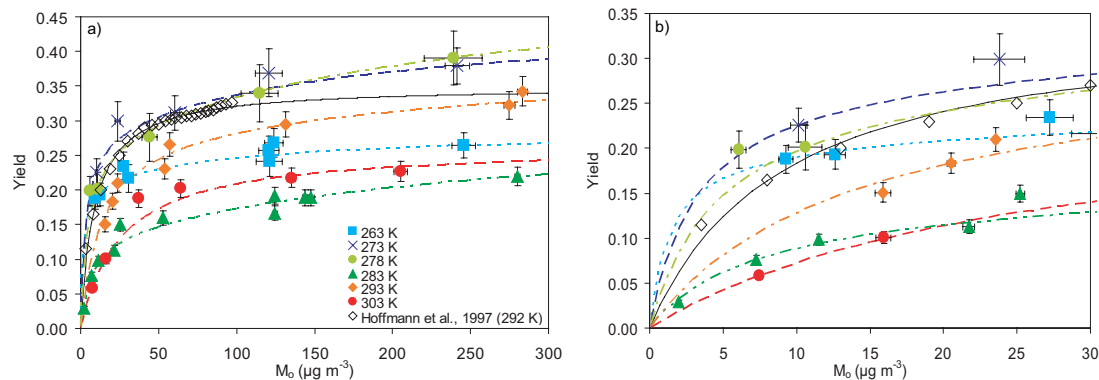 a)
0.45
0.40
0.35
0.30
0.25
0.20
0.15
0.10
0.05
0.00
Yield
0 50 100 150 200 250 300
Mₒ (µg m⁻³)
263 K
273 K
278 K
283 K
293 K
303 K
Hoffmann et al., 1997 (292 K)
b)
0.35
0.30
0.25
0.20
0.15
0.10
0.05
0.00
Yield
0 5 10 15 20 25 30
Mₒ (µg m⁻³)